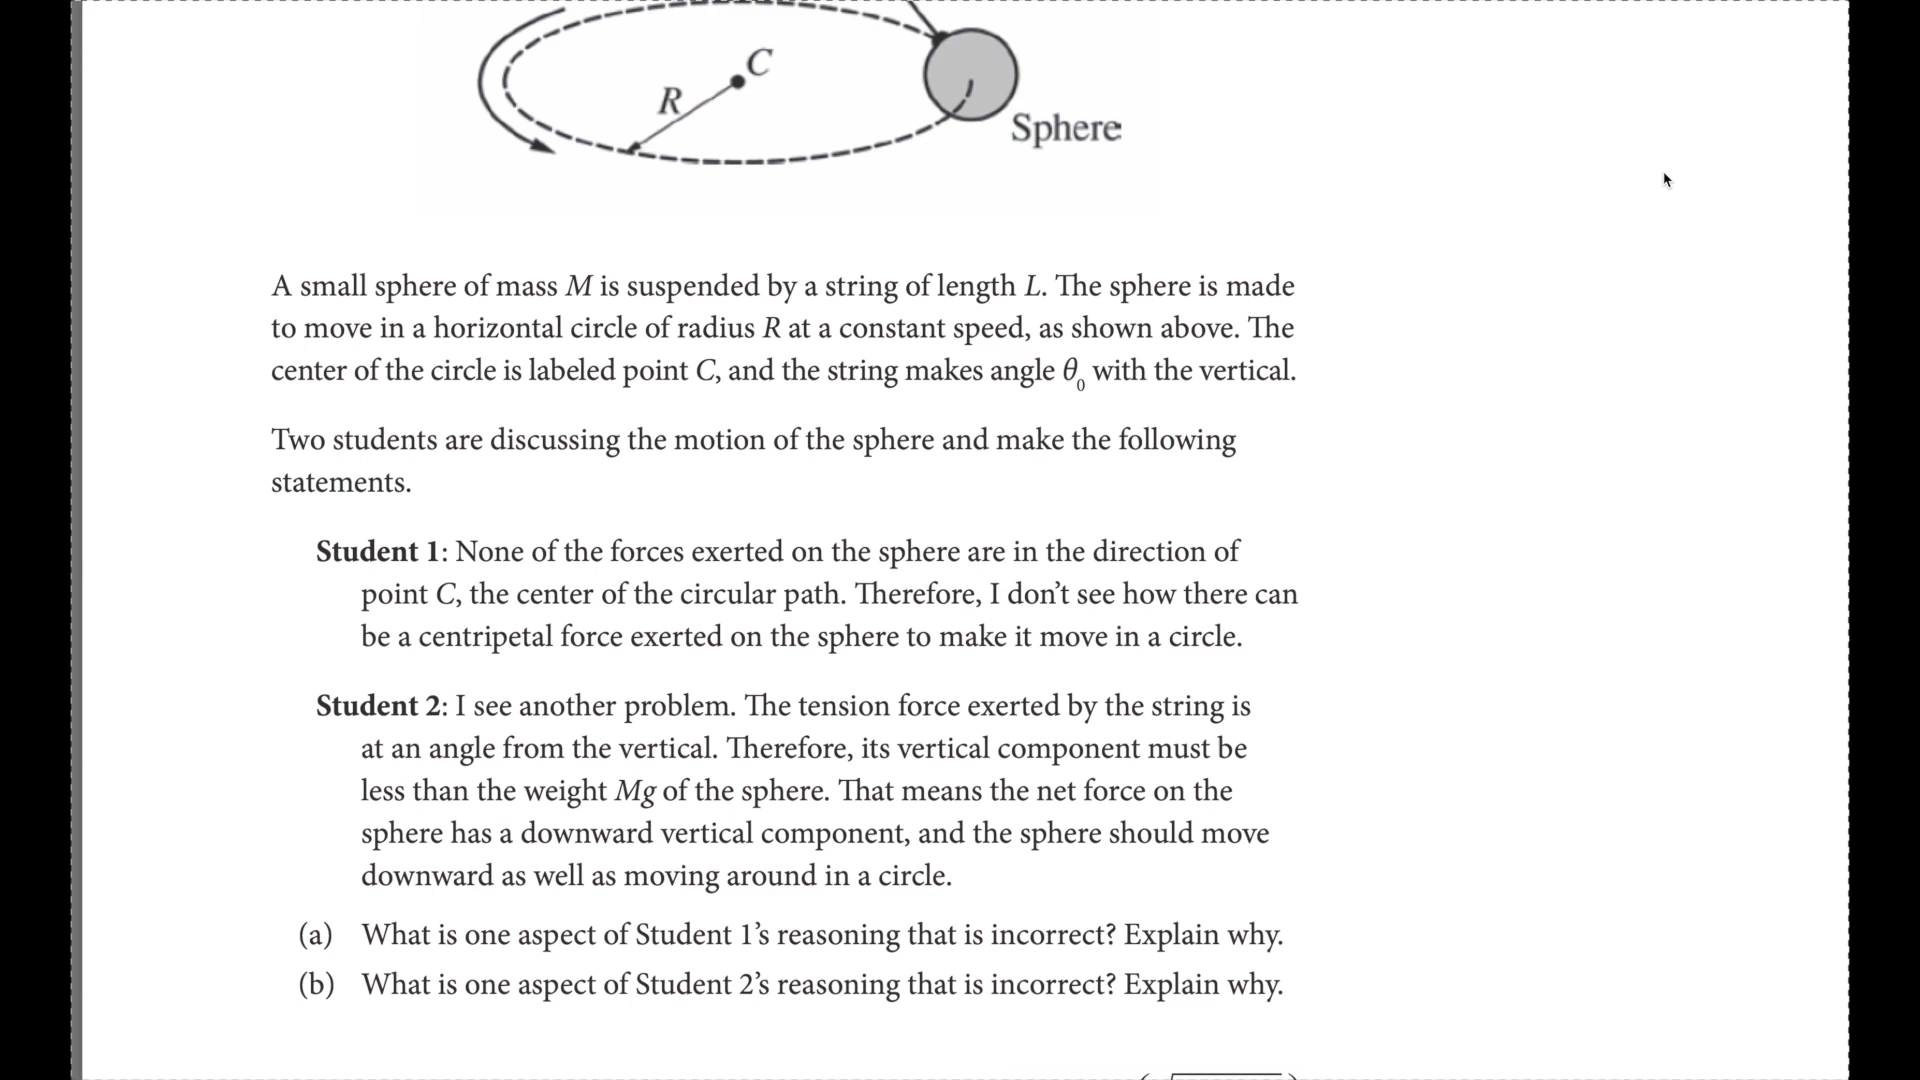 C
R
Sphere
A small sphere of mass M is suspended by a string of length L. The sphere is made
to move in a horizontal circle of radius R at a constant speed, as shown above. The
center of the circle is labeled point C, and the string makes angle θ₀ with the vertical.
Two students are discussing the motion of the sphere and make the following
statements.
Student 1: None of the forces exerted on the sphere are in the direction of
point C, the center of the circular path. Therefore, I don’t see how there can
be a centripetal force exerted on the sphere to make it move in a circle.
Student 2: I see another problem. The tension force exerted by the string is
at an angle from the vertical. Therefore, its vertical component must be
less than the weight Mg of the sphere. That means the net force on the
sphere has a downward vertical component, and the sphere should move
downward as well as moving around in a circle.
(a) What is one aspect of Student 1’s reasoning that is incorrect? Explain why.
(b) What is one aspect of Student 2’s reasoning that is incorrect? Explain why.